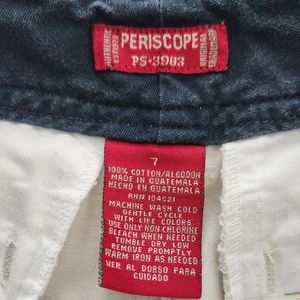 AUTHENTIC
EST.1978
PERISCOPE
PS-3903
ORIGINAL
TRADEMARK
7
100% COTTON/ALGODON
MADE IN GUATEMALA
HECHO EN GUATEMALA
RN# 104521
MACHINE WASH COLD
GENTLE CYCLE
WITH LIKE COLORS
USE ONLY NON CHLORINE
BLEACH WHEN NEEDED
TUMBLE DRY LOW
REMOVE PROMPTLY
WARM IRON AS NEEDED
VER AL DORSO PARA
CUIDADO